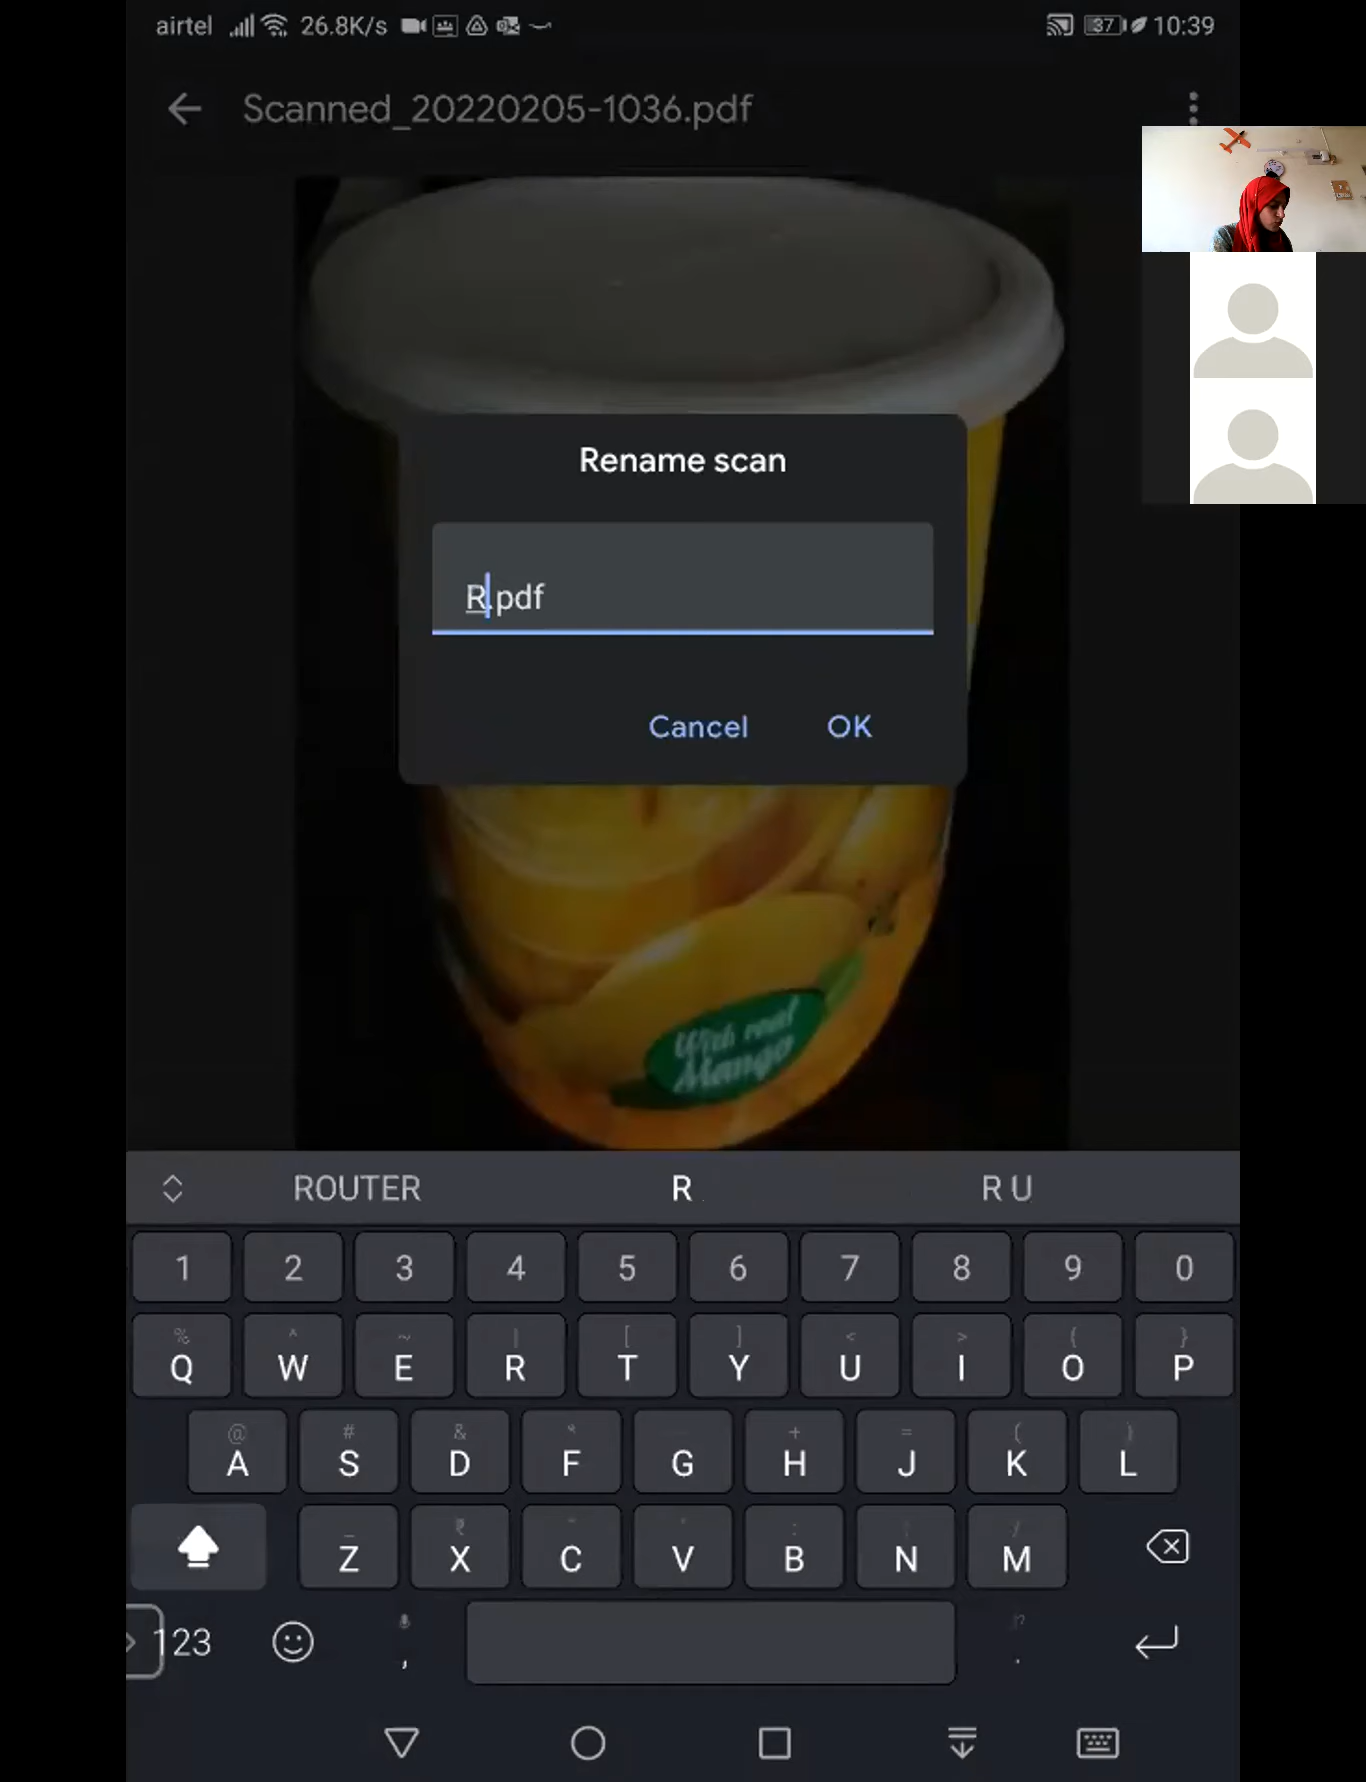 airtel 26.8K/s 37 10:39
Scanned_20220205-1036.pdf
Rename scan
R.pdf
Cancel OK
With real
Mango
ROUTER R R U
1 2 3 4 5 6 7 8 9 0
% ^ ~ | [ ] < > { }
Q W E R T Y U I O P
@ # & * + = ( )
A S D F G H J K L
Z X C V B N M
123 , .